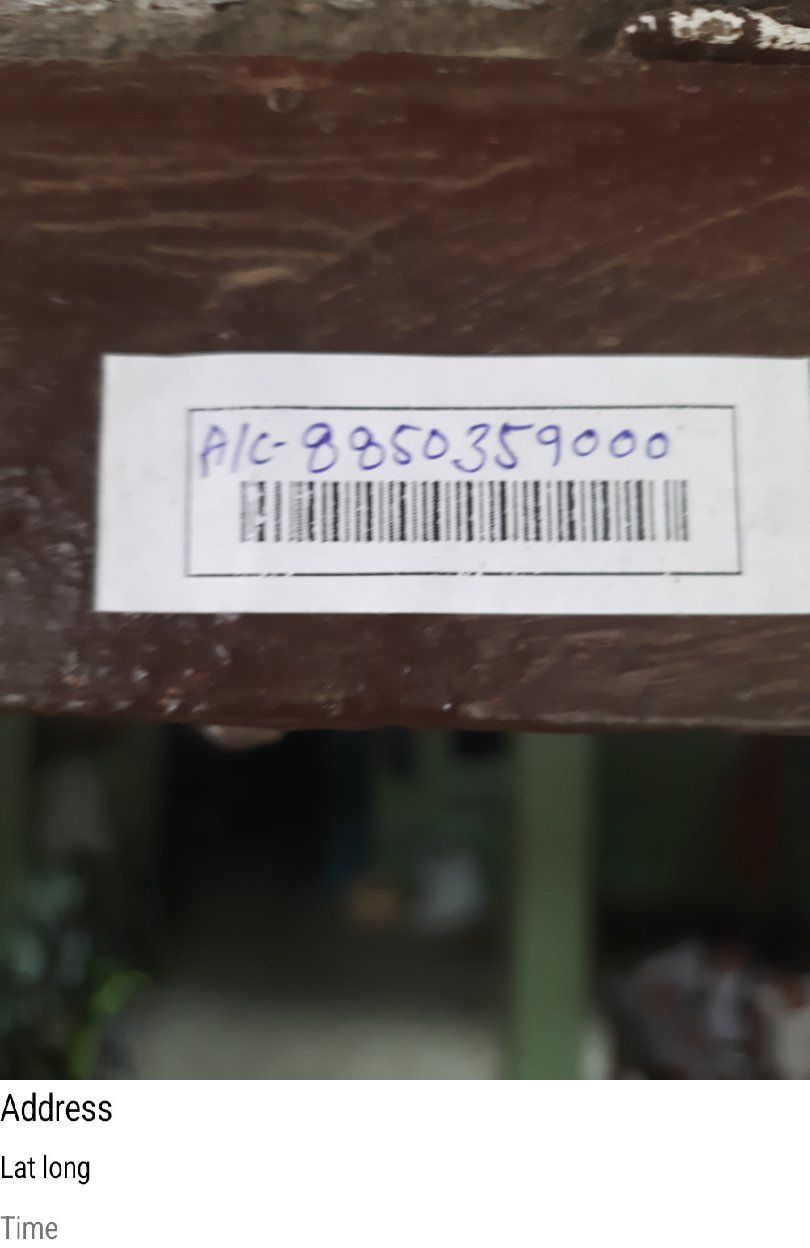 A/C-8850359000
Address
Lat long
Time